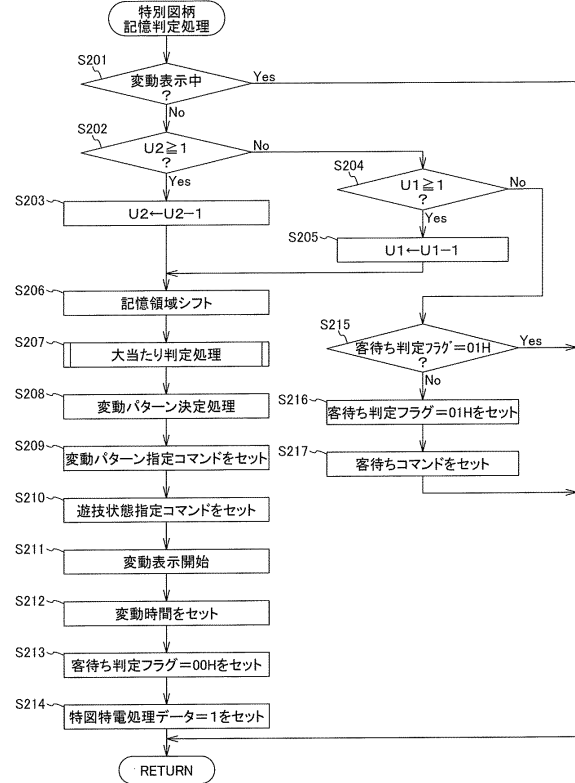 特別図柄
記憶判定処理
S201
変動表示中
?
Yes
No
S202
U2≧1
?
No
Yes
S204
U1≧1
?
No
Yes
S203
U2←U2-1
S205
U1←U1-1
S206
記憶領域シフト
S207
大当たり判定処理
S215
客待ち判定フラグ=01H
?
Yes
No
S208
変動パターン決定処理
S216
客待ち判定フラグ=01Hをセット
S209
変動パターン指定コマンドをセット
S217
客待ちコマンドをセット
S210
遊技状態指定コマンドをセット
S211
変動表示開始
S212
変動時間をセット
S213
客待ち判定フラグ=00Hをセット
S214
特図特電処理データ=1をセット
RETURN